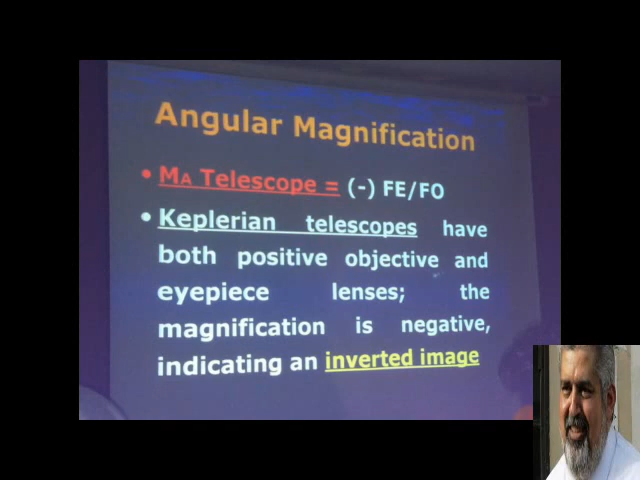 Angular Magnification
• MA Telescope = (-) FE/FO
• Keplerian telescopes have
both positive objective and
eyepiece lenses; the
magnification is negative,
indicating an inverted image